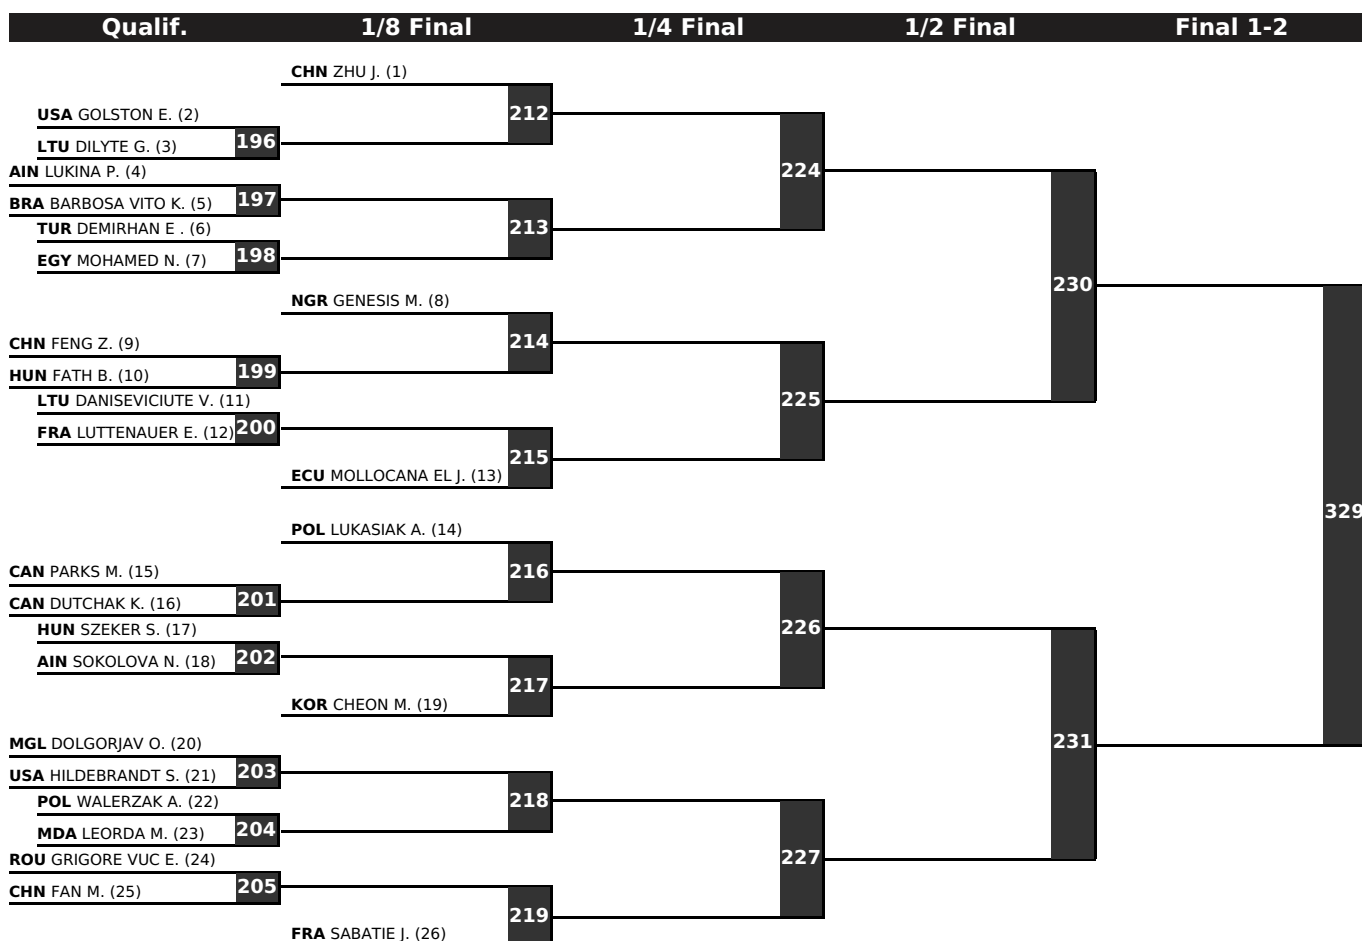 Qualif. 1/8 Final 1/4 Final 1/2 Final Final 1-2
CHN ZHU J. (1)
212
USA GOLSTON E. (2)
196
LTU DILYTE G. (3)
AIN LUKINA P. (4)
224
197
BRA BARBOSA VITO K. (5)
TUR DEMIRHAN E . (6)
213
198
EGY MOHAMED N. (7)
230
NGR GENESIS M. (8)
214
CHN FENG Z. (9)
199
HUN FATH B. (10)
LTU DANISEVICIUTE V. (11)
225
200
FRA LUTTENAUER E. (12)
215
ECU MOLLOCANA EL J. (13)
329
POL LUKASIAK A. (14)
216
CAN PARKS M. (15)
201
CAN DUTCHAK K. (16)
HUN SZEKER S. (17)
226
202
AIN SOKOLOVA N. (18)
217
KOR CHEON M. (19)
231
MGL DOLGORJAV O. (20)
203
USA HILDEBRANDT S. (21)
POL WALERZAK A. (22)
218
204
MDA LEORDA M. (23)
ROU GRIGORE VUC E. (24)
227
205
CHN FAN M. (25)
219
FRA SABATIE J. (26)